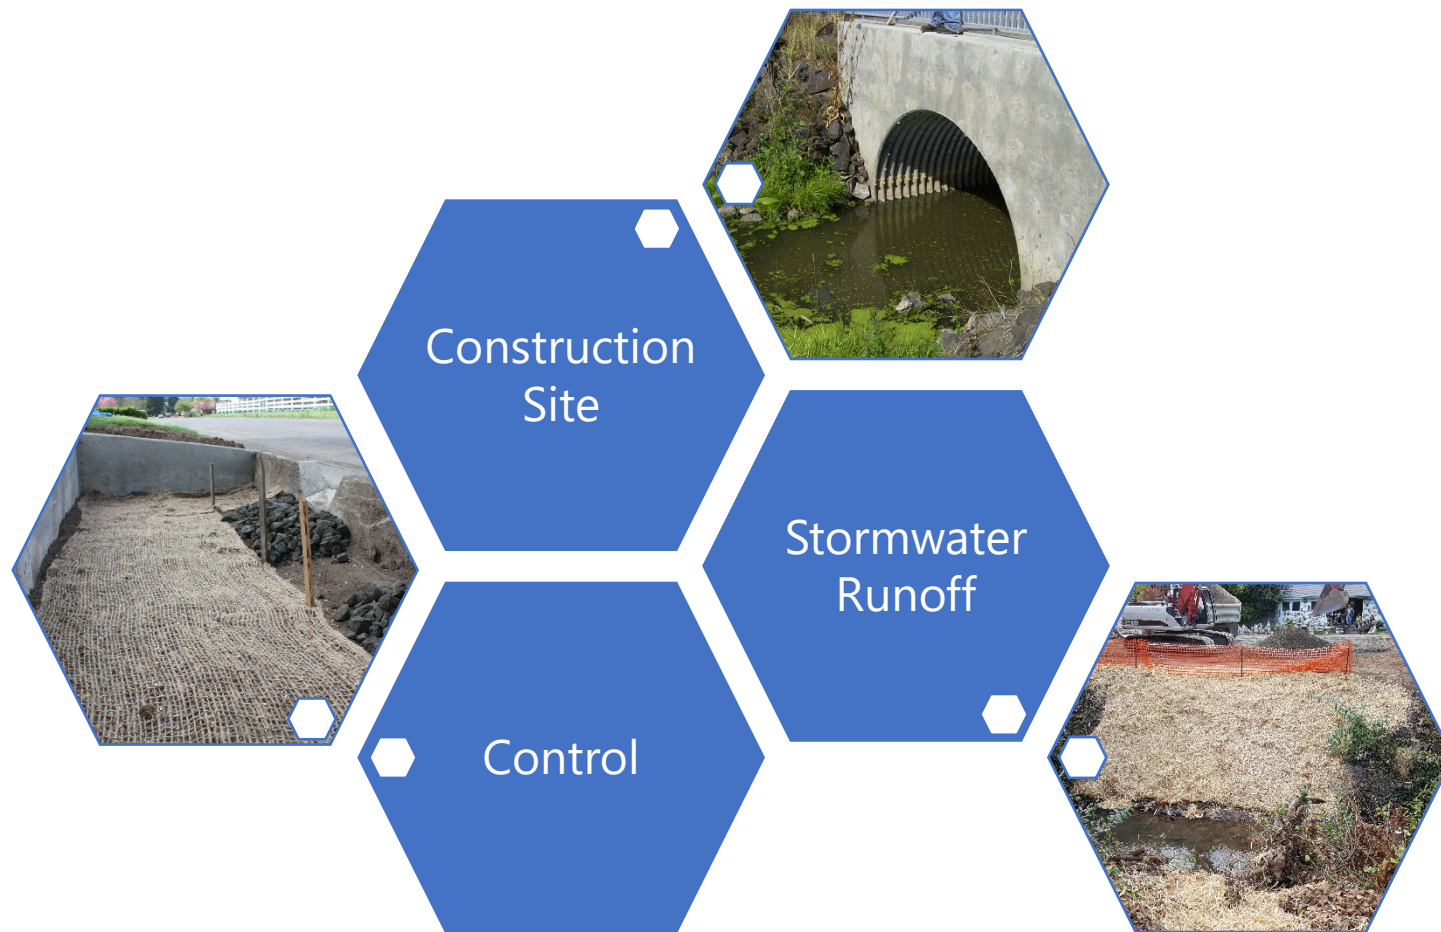 Construction
Site
Stormwater
Runoff
Control